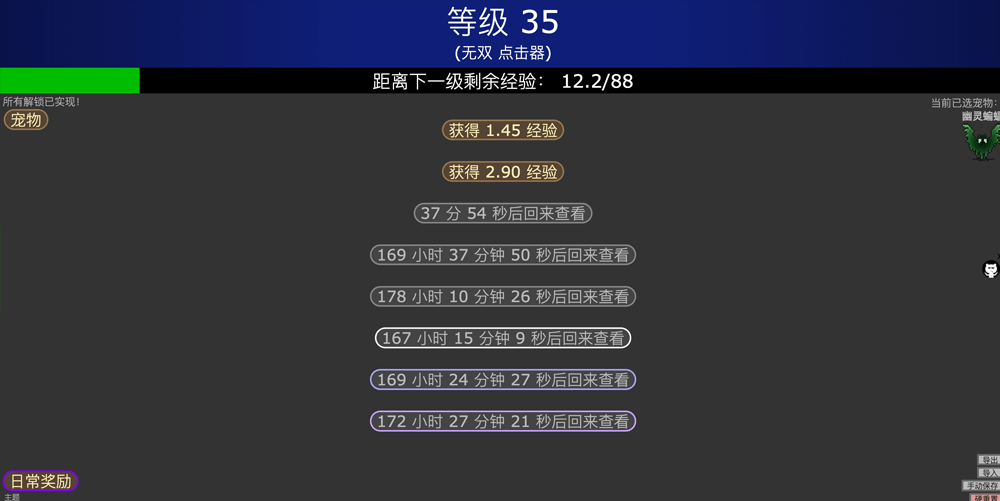 等级 35
(无双 点击器)
距离下一级剩余经验： 12.2/88
所有解锁已实现!
当前已选宠物:
宠物
幽灵蝙蝠
获得 1.45 经验
获得 2.90 经验
37 分 54 秒后回来查看
169 小时 37 分钟 50 秒后回来查看
178 小时 10 分钟 26 秒后回来查看
167 小时 15 分钟 9 秒后回来查看
169 小时 24 分钟 27 秒后回来查看
172 小时 27 分钟 21 秒后回来查看
导出
导入
日常奖励
手动保存
主题
硬重置